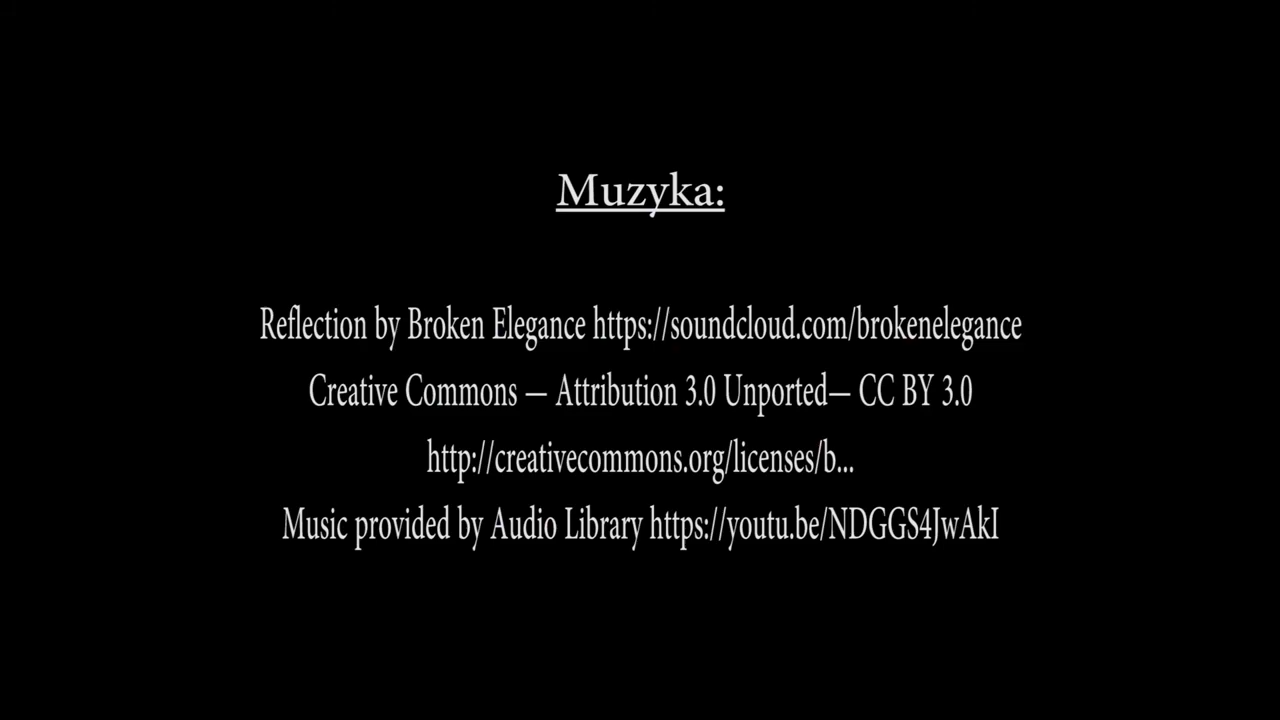 Muzyka:
Reflection by Broken Elegance https://soundcloud.com/brokenelegance
Creative Commons — Attribution 3.0 Unported— CC BY 3.0
http://creativecommons.org/licenses/b...
Music provided by Audio Library https://youtu.be/NDGGS4JwAkI